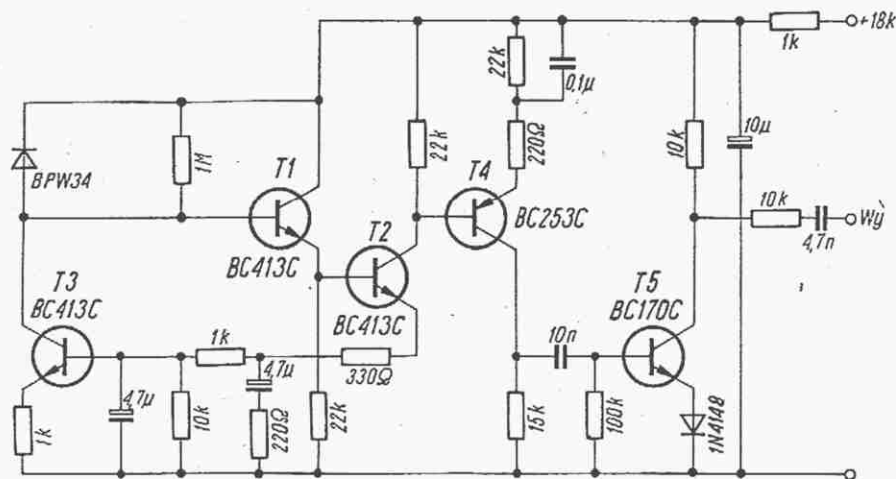 +18k
1k
22k
0,1µ
BPW34
1M
T1
22k
220Ω
10k
10µ
T4
10k
T2
BC253C
Wỳ
4,7n
BC413C
T3
BC413C
BC413C
T5
BC170C
1k
10n
4,7µ
330Ω
4,7µ
1k
10k
220Ω
22k
15k
100k
1N4148